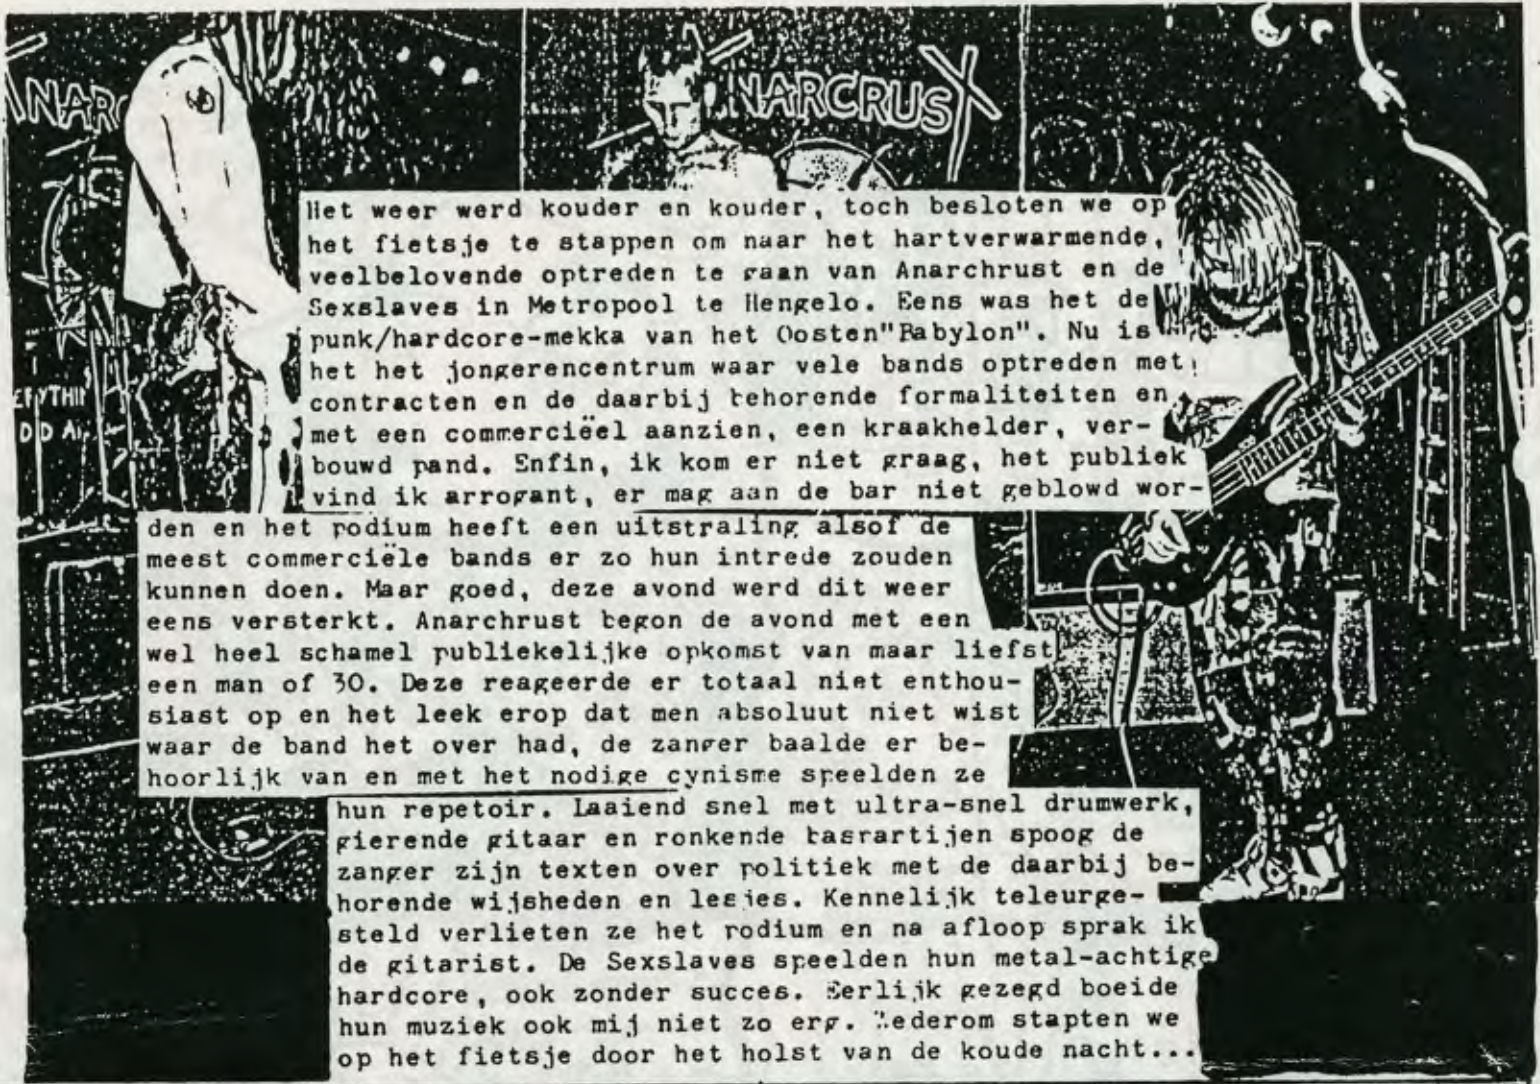 ANARC
ANARCRUSX
Het weer werd kouder en kouder, toch besloten we op
het fietsje te stappen om naar het hartverwarmende,
veelbelovende optreden te gaan van Anarchrust en de
Sexslaves in Metropool te Hengelo. Eens was het de
punk/hardcore-mekka van het Oosten"Babylon". Nu is
het het jongerencentrum waar vele bands optreden met
contracten en de daarbij behorende formaliteiten en
met een commerciëel aanzien, een kraakhelder, ver-
bouwd pand. Enfin, ik kom er niet graag, het publiek
vind ik arrogant, er mag aan de bar niet geblowd wor-
den en het podium heeft een uitstraling alsof de
meest commerciële bands er zo hun intrede zouden
kunnen doen. Maar goed, deze avond werd dit weer
eens versterkt. Anarchrust begon de avond met een
wel heel schamel publiekelijke opkomst van maar liefst
een man of 30. Deze reageerde er totaal niet enthou-
siast op en het leek erop dat men absoluut niet wist
waar de band het over had, de zanger baalde er be-
hoorlijk van en met het nodige cynisme speelden ze
hun repetoir. Laaiend snel met ultra-snel drumwerk,
gierende gitaar en ronkende baspartijen spoog de
zanger zijn texten over politiek met de daarbij be-
horende wijsheden en lesjes. Kennelijk teleurge-
steld verlieten ze het podium en na afloop sprak ik
de gitarist. De Sexslaves speelden hun metal-achtige
hardcore, ook zonder succes. Eerlijk gezegd boeide
hun muziek ook mij niet zo erg. Wederom stapten we
op het fietsje door het holst van de koude nacht...